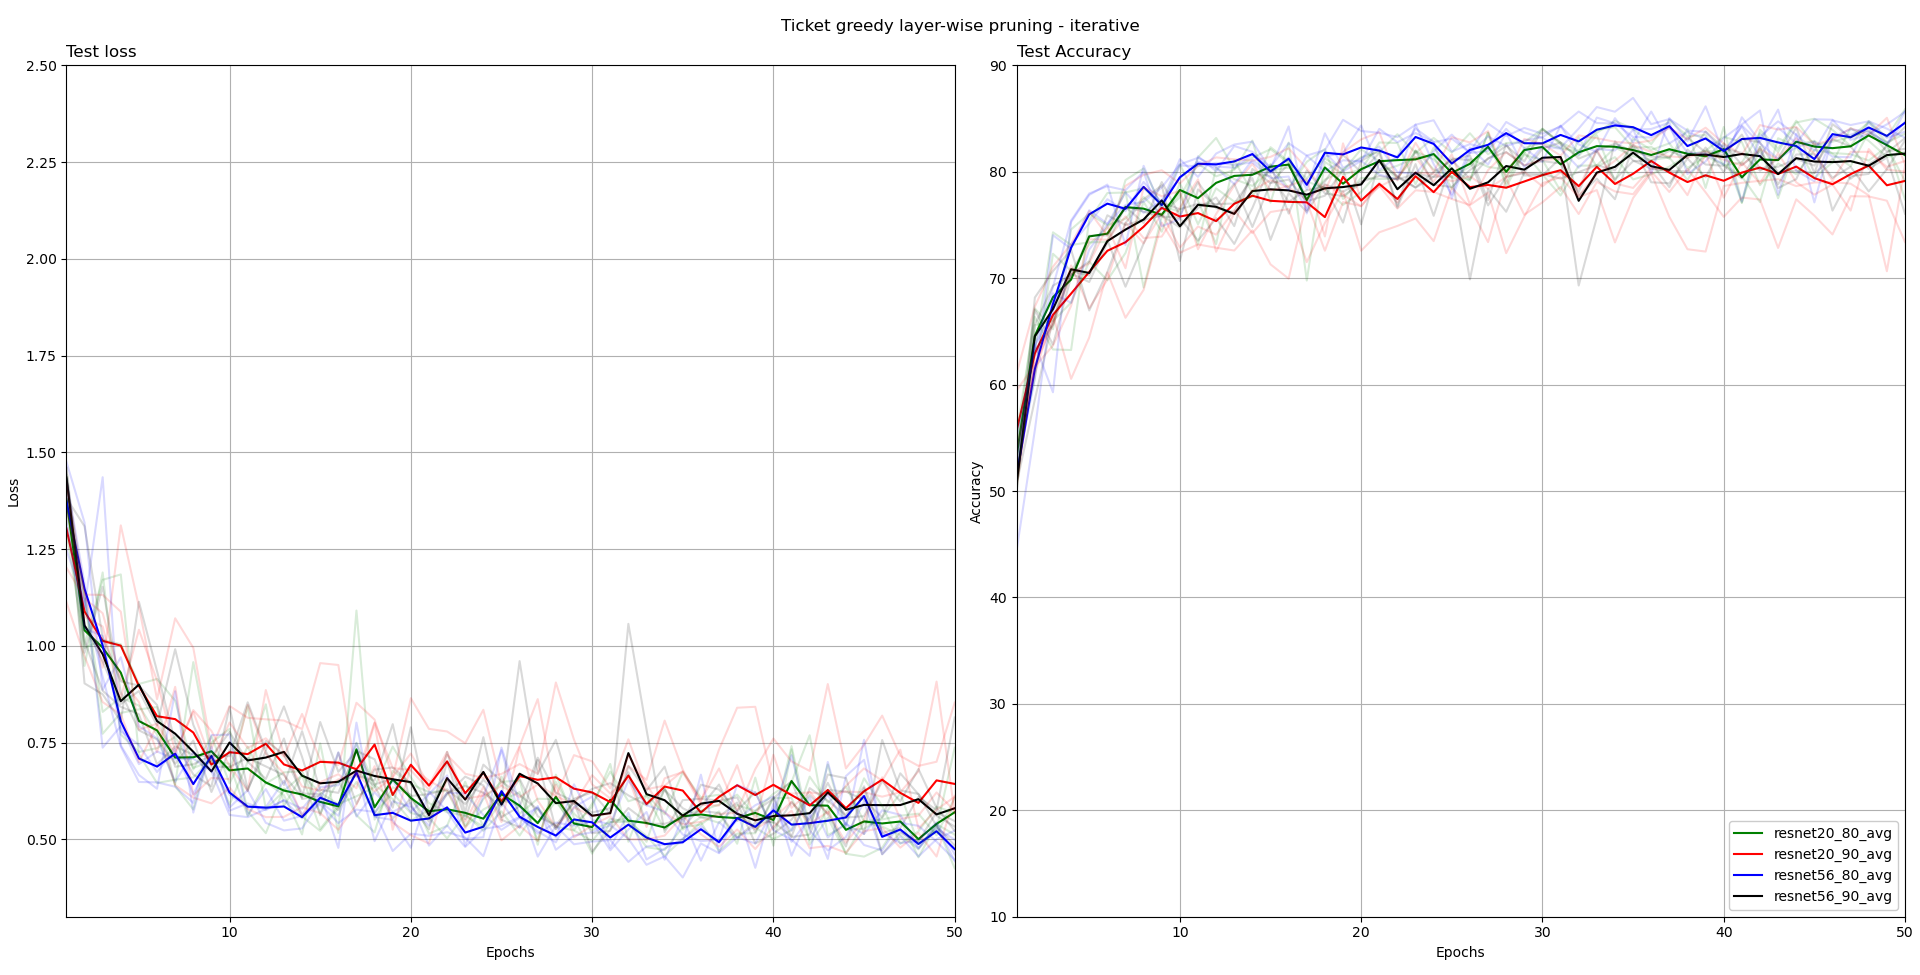 Ticket greedy layer-wise pruning - iterative
Test loss
2.50
2.25
2.00
1.75
1.50
1.25
1.00
0.75
0.50
Loss
10 20 30 40 50
Epochs
Test Accuracy
90
80
70
60
50
40
30
20
10
Accuracy
10 20 30 40 50
Epochs
resnet20_80_avg
resnet20_90_avg
resnet56_80_avg
resnet56_90_avg